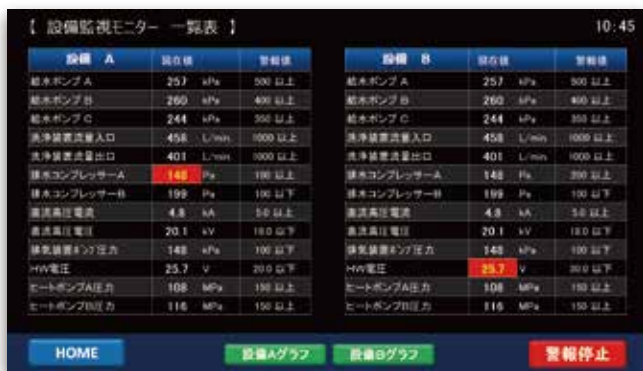 【 設備監視モニター 一覧表 】 10:45
設備 A 現在値 警報値
給水ポンプ A 257 kPa 500 以上
給水ポンプ B 260 kPa 400 以上
給水ポンプ C 244 kPa 350 以上
洗浄装置流量入口 458 L/min 1000 以上
洗浄装置流量出口 401 L/min 1000 以上
排水コンプレッサーA 148 Pa 100 以上
排水コンプレッサーB 199 Pa 100 以下
直流高圧電流 4.8 kA 5.0 以上
直流高圧電圧 20.1 kV 18.0 以下
排気装置ポンプ圧力 148 kPa 100 以下
HW電圧 25.7 V 20.0 以下
ヒートポンプA圧力 108 MPa 150 以上
ヒートポンプB圧力 116 MPa 150 以上
設備 B 現在値 警報値
給水ポンプ A 257 kPa 500 以上
給水ポンプ B 260 kPa 400 以上
給水ポンプ C 244 kPa 350 以上
洗浄装置流量入口 458 L/min 1000 以上
洗浄装置流量出口 401 L/min 1000 以上
排水コンプレッサーA 148 Pa 200 以上
排水コンプレッサーB 199 Pa 100 以下
直流高圧電流 4.8 kA 5.0 以上
直流高圧電圧 20.1 kV 18.0 以下
排気装置ポンプ圧力 148 kPa 100 以下
HW電圧 25.7 V 30.0 以下
ヒートポンプA圧力 108 MPa 150 以上
ヒートポンプB圧力 116 MPa 150 以上
HOME 設備Aグラフ 設備Bグラフ 警報停止